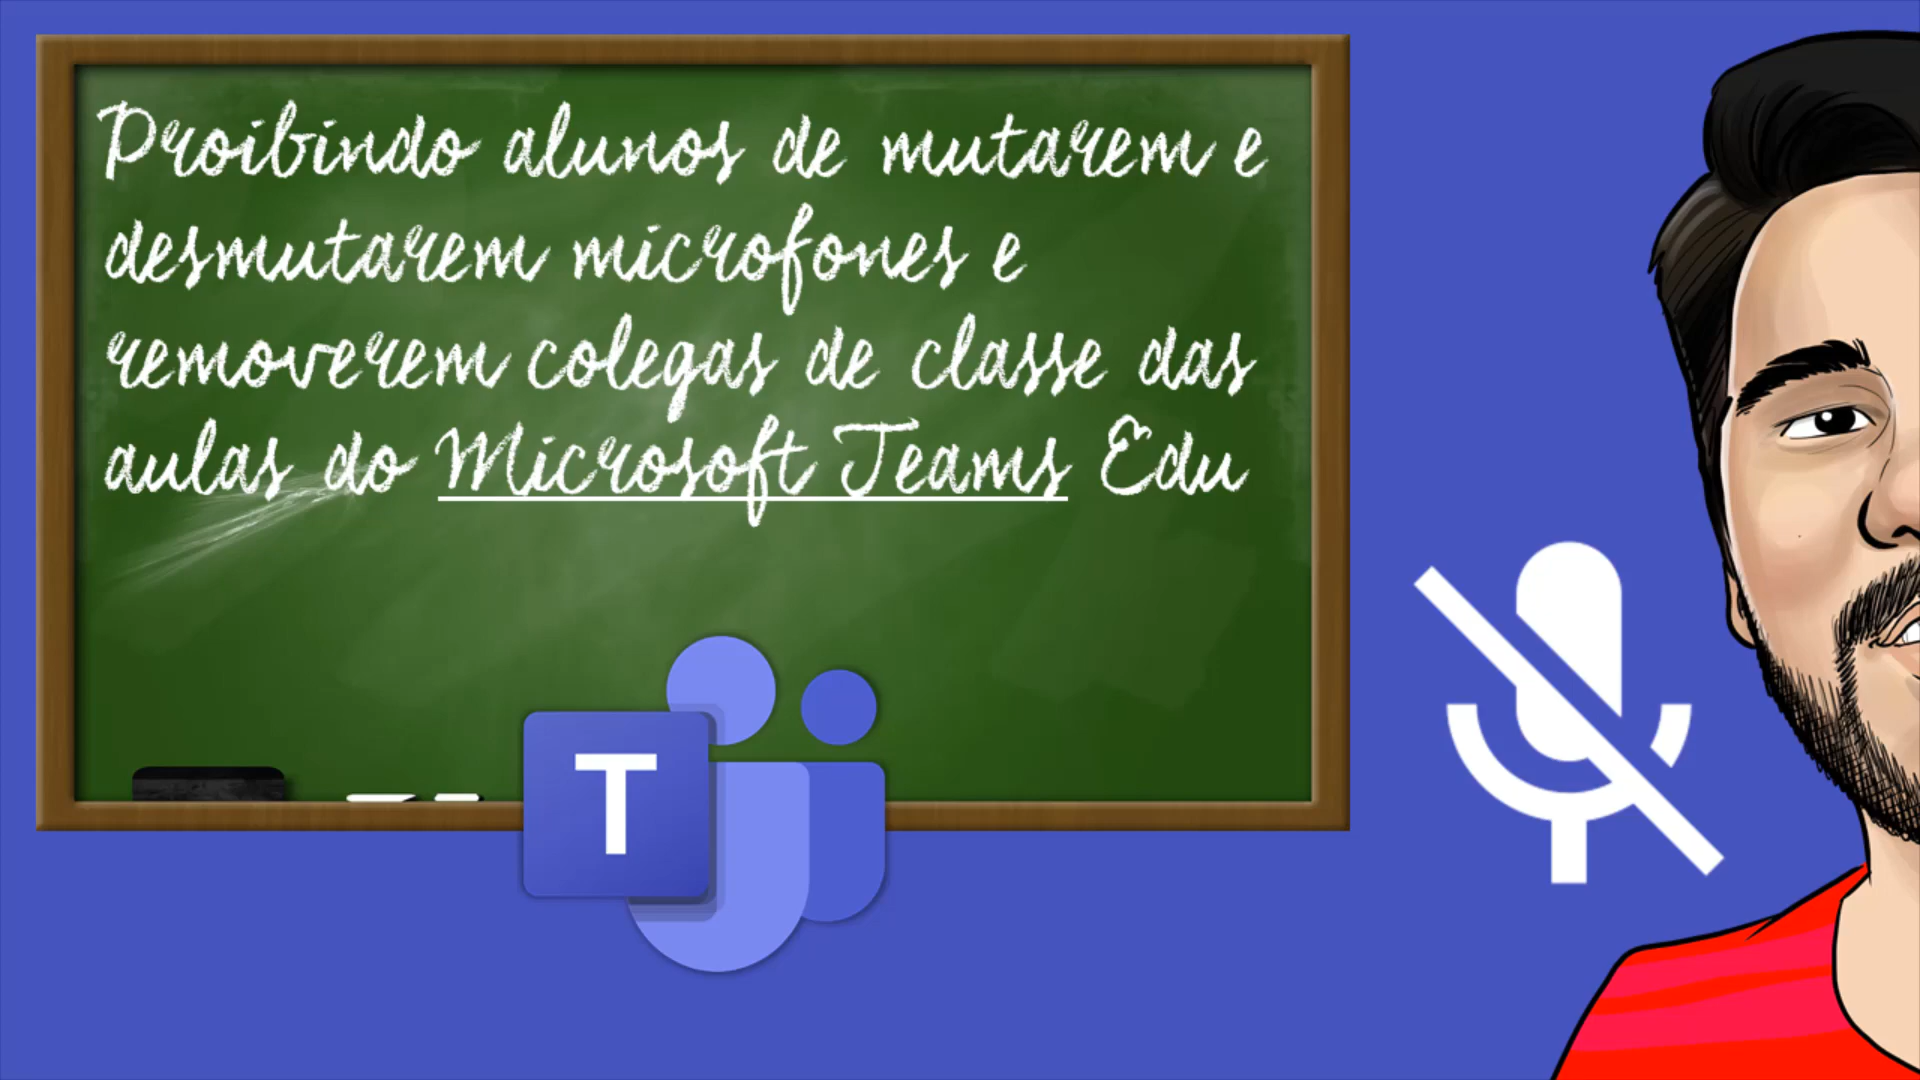 Proibindo alunos de mutarem e
desmutarem microfones e
removerem colegas de classe das
aulas do Microsoft Teams Edu
T